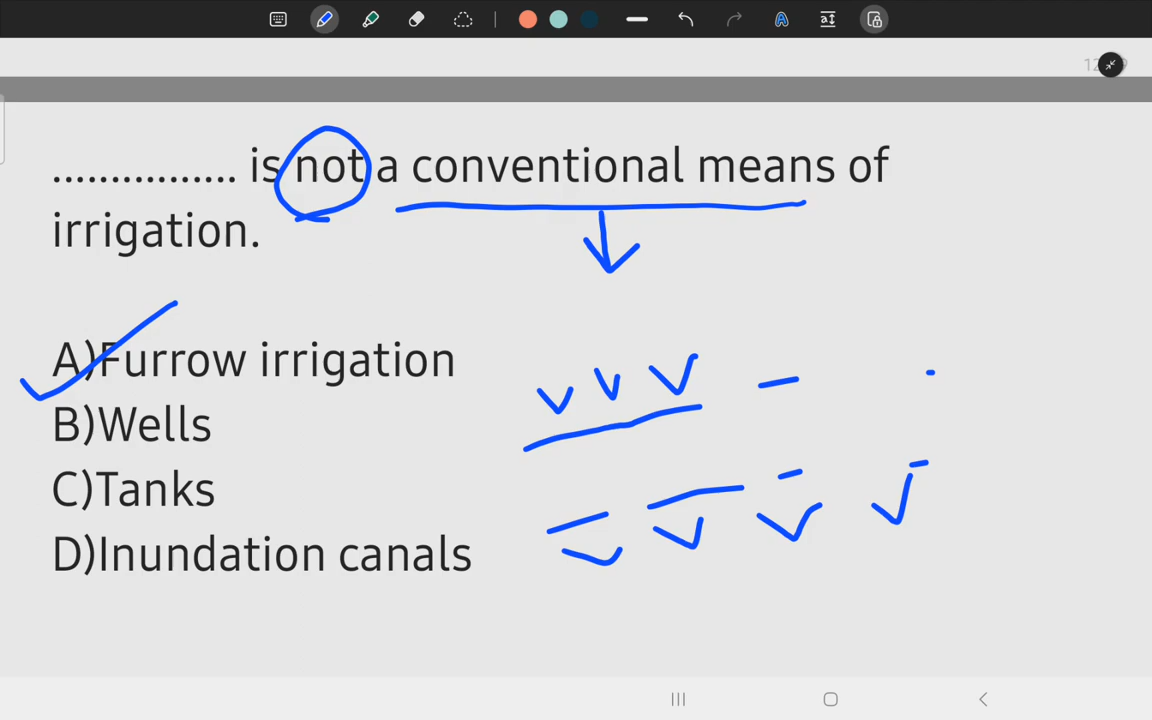 ............... is not a conventional means of
irrigation.
A)Furrow irrigation
B)Wells
C)Tanks
D)Inundation canals